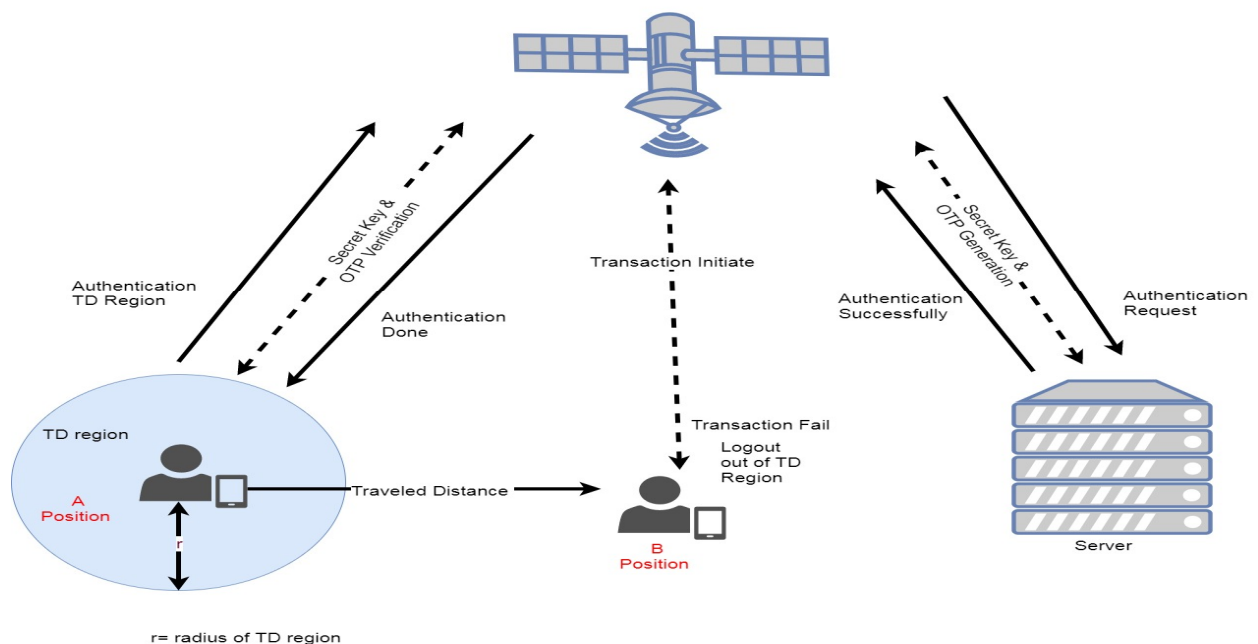 Secret Key &
OTP Verification
Secret Key &
OTP Generation
Transaction Initiate
Authentication
TD Region
Authentication
Done
Authentication
Successfully
Authentication
Request
TD region
Transaction Fail
Logout
out of TD
Region
A
Position
Traveled Distance
r
B
Position
Server
r= radius of TD region